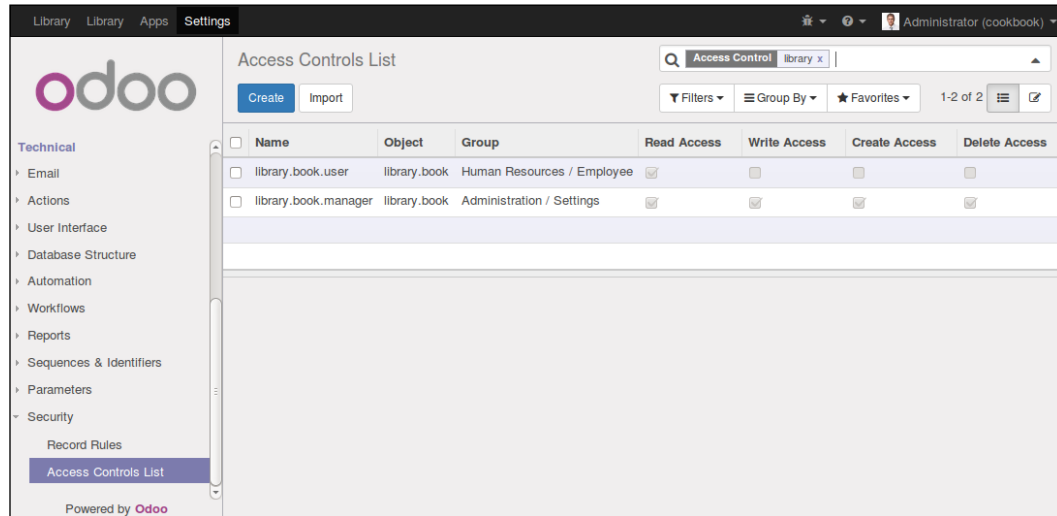 Library Library Apps Settings Administrator (cookbook)
odoo
Access Controls List
Access Control library x
Create Import
Filters Group By Favorites 1-2 of 2
Technical
Email
Actions
User Interface
Database Structure
Automation
Workflows
Reports
Sequences & Identifiers
Parameters
Security
Record Rules
Access Controls List
Powered by Odoo
Name Object Group Read Access Write Access Create Access Delete Access
library.book.user library.book Human Resources / Employee
library.book.manager library.book Administration / Settings